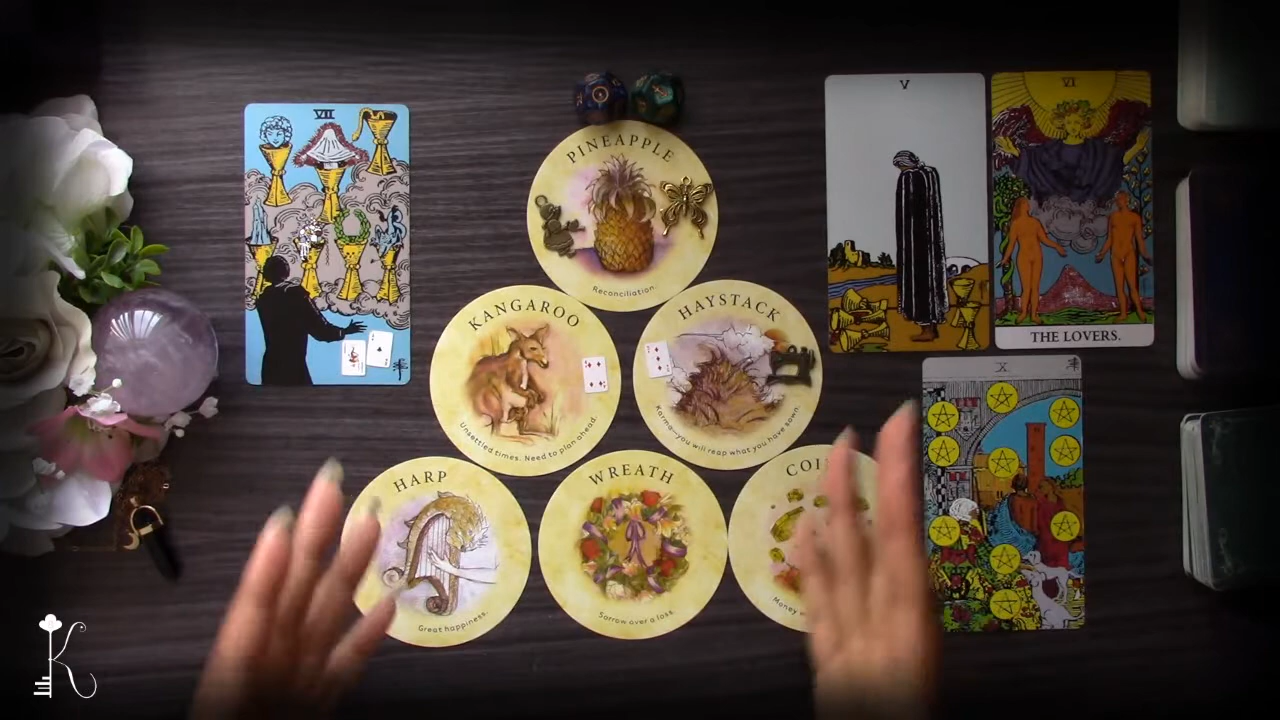 VII
PINEAPPLE
Reconciliation.
V
VI
THE LOVERS.
KANGAROO
Unsettled times. Need to plan ahead.
HAYSTACK
Karma—you will reap what you have sown.
X
HARP
Great happiness.
WREATH
Sorrow over a loss.
Money
K